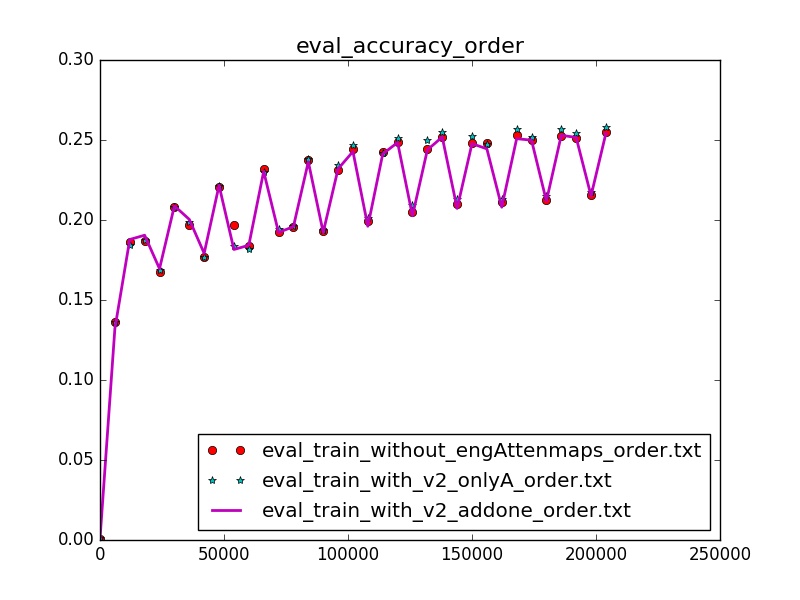 eval_accuracy_order
0.30
0.25
0.20
0.15
0.10
0.05
0.00
eval_train_without_engAttenmaps_order.txt
eval_train_with_v2_onlyA_order.txt
eval_train_with_v2_addone_order.txt
0 50000 100000 150000 200000 250000